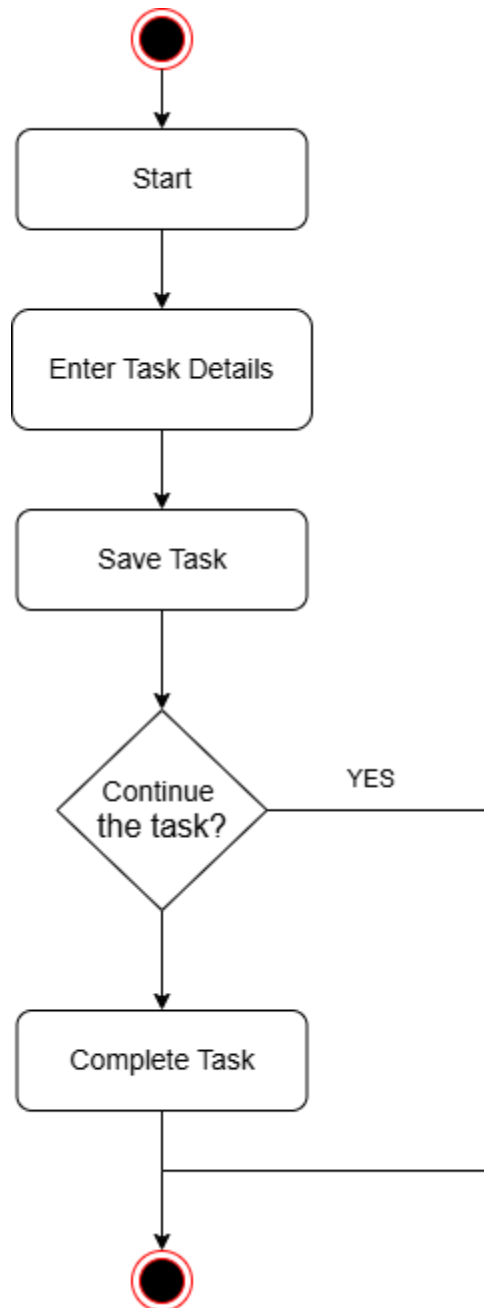 Start
Enter Task Details
Save Task
YES
Continue
the task?
Complete Task